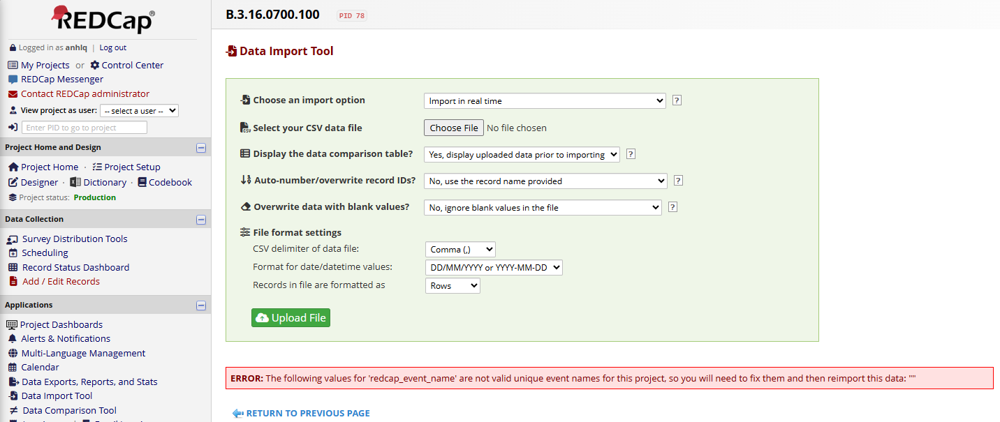 REDCap®
Logged in as anhlq | Log out
My Projects or Control Center
REDCap Messenger
Contact REDCap administrator
View project as user: -- select a user --
Enter PID to go to project
Project Home and Design
Project Home · Project Setup
Designer · Dictionary · Codebook
Project status: Production
Data Collection
Survey Distribution Tools
Scheduling
Record Status Dashboard
Add / Edit Records
Applications
Project Dashboards
Alerts & Notifications
Multi-Language Management
Calendar
Data Exports, Reports, and Stats
Data Import Tool
Data Comparison Tool
B.3.16.0700.100 PID 78
Data Import Tool
Choose an import option Import in real time ?
Select your CSV data file Choose File No file chosen
Display the data comparison table? Yes, display uploaded data prior to importing ?
Auto-number/overwrite record IDs? No, use the record name provided ?
Overwrite data with blank values? No, ignore blank values in the file ?
File format settings
CSV delimiter of data file: Comma (,)
Format for date/datetime values: DD/MM/YYYY or YYYY-MM-DD
Records in file are formatted as Rows
Upload File
ERROR: The following values for 'redcap_event_name' are not valid unique event names for this project, so you will need to fix them and then reimport this data: ""
RETURN TO PREVIOUS PAGE